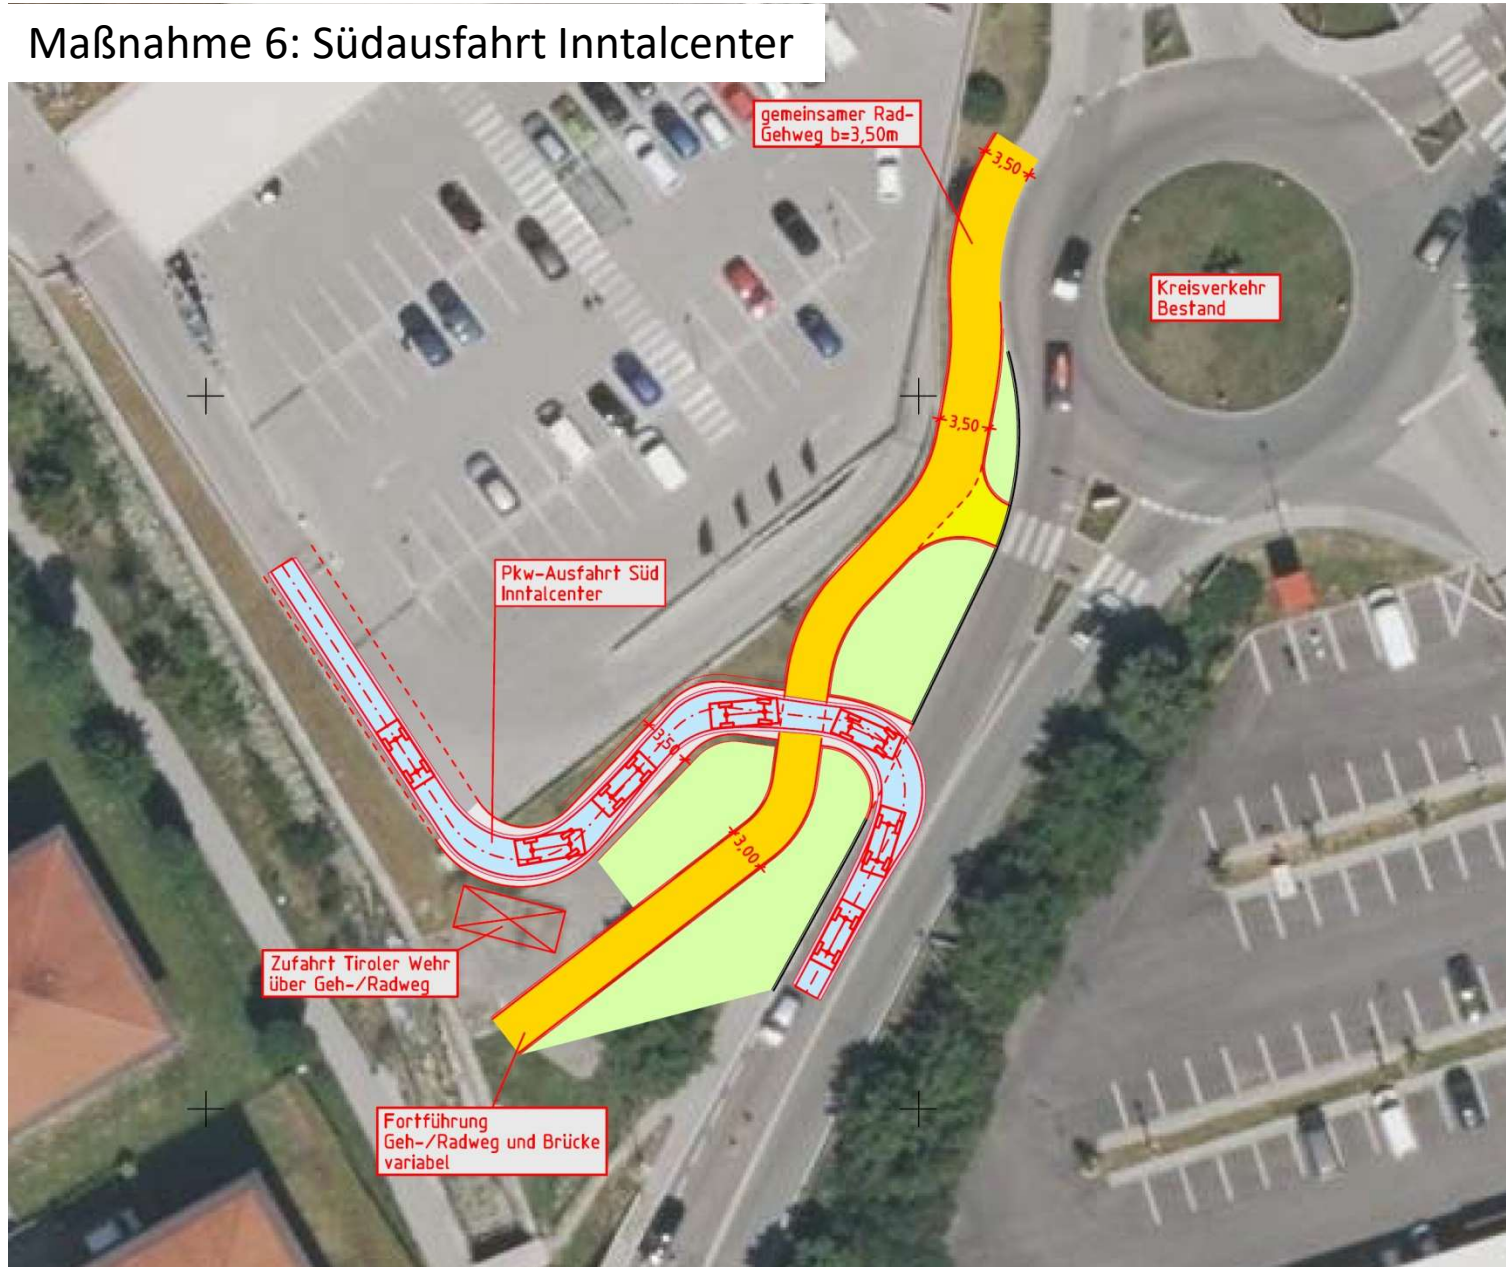 Maßnahme 6: Südausfahrt Inntalcenter
gemeinsamer Rad-
Gehweg b=3,50m
3,50
Kreisverkehr
Bestand
3,50
Pkw-Ausfahrt Süd
Inntalcenter
3,50
3,00
Zufahrt Tiroler Wehr
über Geh-/Radweg
Fortführung
Geh-/Radweg und Brücke
variabel